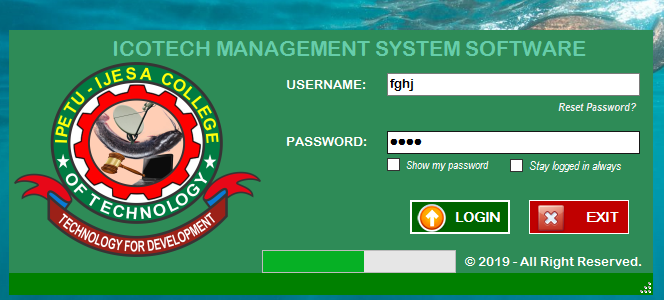 ICOTECH MANAGEMENT SYSTEM SOFTWARE
IPETU - IJESA COLLEGE
OF TECHNOLOGY
TECHNOLOGY FOR DEVELOPMENT
USERNAME: fghj
Reset Password?
PASSWORD: ●●●●
Show my password Stay logged in always
LOGIN EXIT
© 2019 - All Right Reserved.